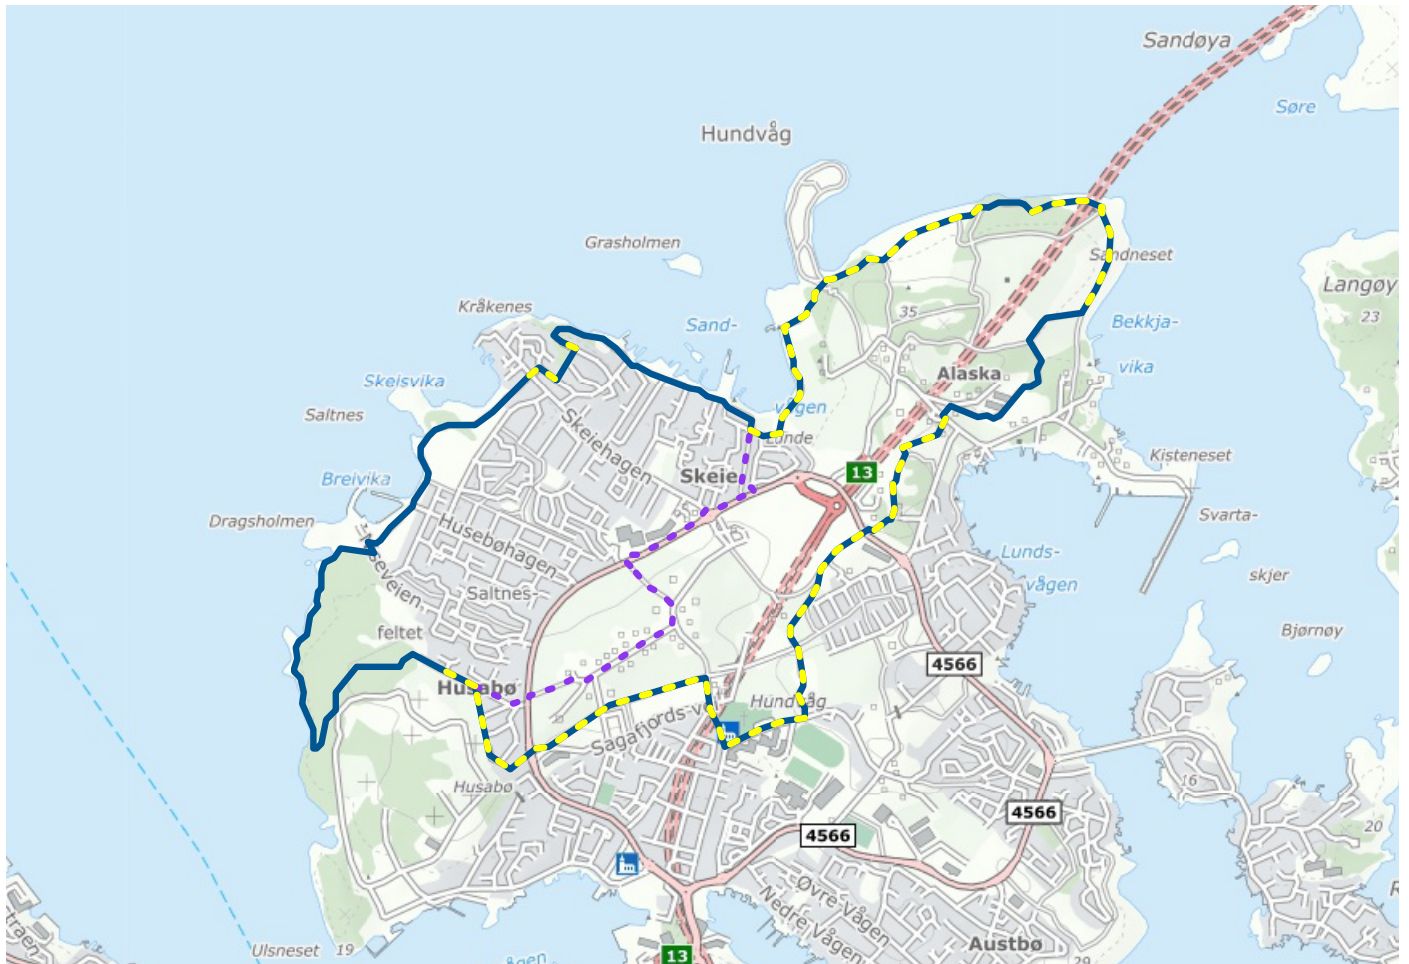 Sandøya
Søre
Hundvåg
Grasholmen
Sandneset
Langøy
23
Kråkenes
35
Sand-
Bekkja-
vika
Alaska
Skeisvika
Saltnes
vågen
Skeiehagen
Lunde
Skeie
13
Kisteneset
Breivika
Dragsholmen
Husebøhagen
Svarta-
skjer
Lunds-
vågen
Saltnes-
feltet
Bjørnøy
4566
Husabø
Hundvåg
Sagafjords-v
Husabø
16
4566
4566
20
Øvre Vågen
Nedre Vågen
Austbø
Ulsneset
19
13
ågen
29
R
traen